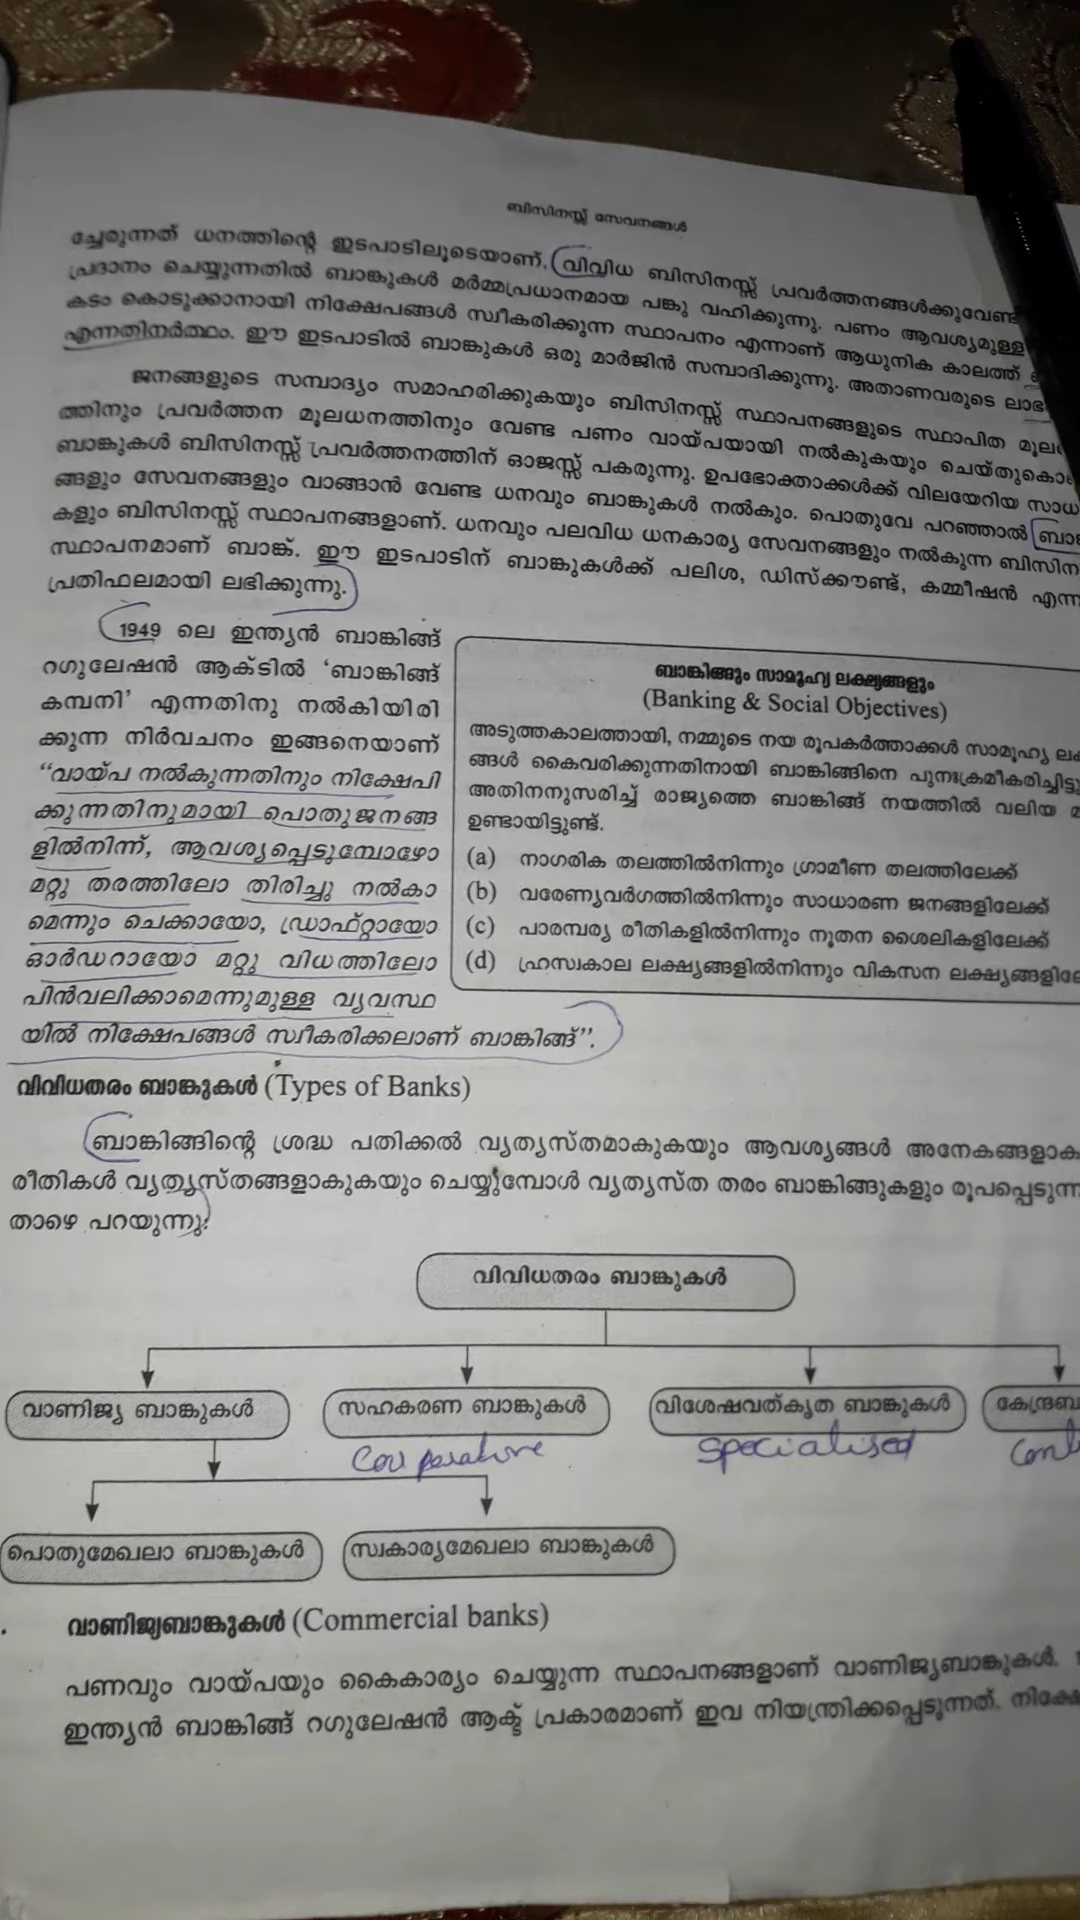 ബിസിനസ്സ് സേവനങ്ങൾ
ച്ചേരുന്നത് ധനത്തിന്റെ ഇടപാടിലൂടെയാണ്. വിവിധ ബിസിനസ്സ് പ്രവർത്തനങ്ങൾക്കുവേണ്ട
പ്രദാനം ചെയ്യുന്നതിൽ ബാങ്കുകൾ മർമ്മപ്രധാനമായ പങ്കു വഹിക്കുന്നു. പണം ആവശ്യമുള്ള
കടം കൊടുക്കാനായി നിക്ഷേപങ്ങൾ സ്വീകരിക്കുന്ന സ്ഥാപനം എന്നാണ് ആധുനിക കാലത്ത്
എന്നതിനർത്ഥം. ഈ ഇടപാടിൽ ബാങ്കുകൾ ഒരു മാർജിൻ സമ്പാദിക്കുന്നു. അതാണവരുടെ ലാഭ
ജനങ്ങളുടെ സമ്പാദ്യം സമാഹരിക്കുകയും ബിസിനസ്സ് സ്ഥാപനങ്ങളുടെ സ്ഥാപിത മൂല
ത്തിനും പ്രവർത്തന മൂലധനത്തിനും വേണ്ട പണം വായ്പയായി നൽകുകയും ചെയ്തുകൊ
ബാങ്കുകൾ ബിസിനസ്സ് പ്രവർത്തനത്തിന് ഓജസ്സ് പകരുന്നു. ഉപഭോക്താക്കൾക്ക് വിലയേറിയ സാധ
ങ്ങളും സേവനങ്ങളും വാങ്ങാൻ വേണ്ട ധനവും ബാങ്കുകൾ നൽകും. പൊതുവേ പറഞ്ഞാൽ ബാ
കളും ബിസിനസ്സ് സ്ഥാപനങ്ങളാണ്. ധനവും പലവിധ ധനകാര്യ സേവനങ്ങളും നൽകുന്ന ബിസിന
സ്ഥാപനമാണ് ബാങ്ക്. ഈ ഇടപാടിന് ബാങ്കുകൾക്ക് പലിശ, ഡിസ്ക്കൗണ്ട്, കമ്മീഷൻ എന്ന
പ്രതിഫലമായി ലഭിക്കുന്നു.
1949 ലെ ഇന്ത്യൻ ബാങ്കിങ്ങ്
റഗുലേഷൻ ആക്ടിൽ ‘ബാങ്കിങ്ങ്
കമ്പനി’ എന്നതിനു നൽകിയിരി
ക്കുന്ന നിർവചനം ഇങ്ങനെയാണ്
“വായ്പ നൽകുന്നതിനും നിക്ഷേപി
ക്കുന്നതിനുമായി പൊതുജനങ്ങ
ളിൽനിന്ന്, ആവശ്യപ്പെടുമ്പോഴോ
മറ്റു തരത്തിലോ തിരിച്ചു നൽകാ
മെന്നും ചെക്കായോ, ഡ്രാഫ്റ്റായോ
ഓർഡറായോ മറ്റു വിധത്തിലോ
പിൻവലിക്കാമെന്നുമുള്ള വ്യവസ്ഥ
യിൽ നിക്ഷേപങ്ങൾ സ്വീകരിക്കലാണ് ബാങ്കിങ്ങ്”.
ബാങ്കിങ്ങും സാമൂഹ്യ ലക്ഷ്യങ്ങളും
(Banking & Social Objectives)
അടുത്തകാലത്തായി, നമ്മുടെ നയ രൂപകർത്താക്കൾ സാമൂഹ്യ ലക്
ങ്ങൾ കൈവരിക്കുന്നതിനായി ബാങ്കിങ്ങിനെ പുനഃക്രമീകരിച്ചിട്ടു
അതിനനുസരിച്ച് രാജ്യത്തെ ബാങ്കിങ്ങ് നയത്തിൽ വലിയ മ
ഉണ്ടായിട്ടുണ്ട്.
(a) നാഗരിക തലത്തിൽനിന്നും ഗ്രാമീണ തലത്തിലേക്ക്
(b) വരേണ്യവർഗത്തിൽനിന്നും സാധാരണ ജനങ്ങളിലേക്ക്
(c) പാരമ്പര്യ രീതികളിൽനിന്നും നൂതന ശൈലികളിലേക്ക്
(d) ഹ്രസ്വകാല ലക്ഷ്യങ്ങളിൽനിന്നും വികസന ലക്ഷ്യങ്ങളിലേ
വിവിധതരം ബാങ്കുകൾ (Types of Banks)
ബാങ്കിങ്ങിന്റെ ശ്രദ്ധ പതിക്കൽ വ്യത്യസ്തമാകുകയും ആവശ്യങ്ങൾ അനേകങ്ങളാക
രീതികൾ വ്യത്യസ്തങ്ങളാകുകയും ചെയ്യുമ്പോൾ വ്യത്യസ്ത തരം ബാങ്കിങ്ങുകളും രൂപപ്പെടുന്ന
താഴെ പറയുന്നു.
വിവിധതരം ബാങ്കുകൾ
വാണിജ്യ ബാങ്കുകൾ സഹകരണ ബാങ്കുകൾ വിശേഷവത്കൃത ബാങ്കുകൾ കേന്ദ്രബ
specialised
പൊതുമേഖലാ ബാങ്കുകൾ സ്വകാര്യമേഖലാ ബാങ്കുകൾ
വാണിജ്യബാങ്കുകൾ (Commercial banks)
പണവും വായ്പയും കൈകാര്യം ചെയ്യുന്ന സ്ഥാപനങ്ങളാണ് വാണിജ്യബാങ്കുകൾ.
ഇന്ത്യൻ ബാങ്കിങ്ങ് റഗുലേഷൻ ആക്ട് പ്രകാരമാണ് ഇവ നിയന്ത്രിക്കപ്പെടുന്നത്. നിക്ഷേ